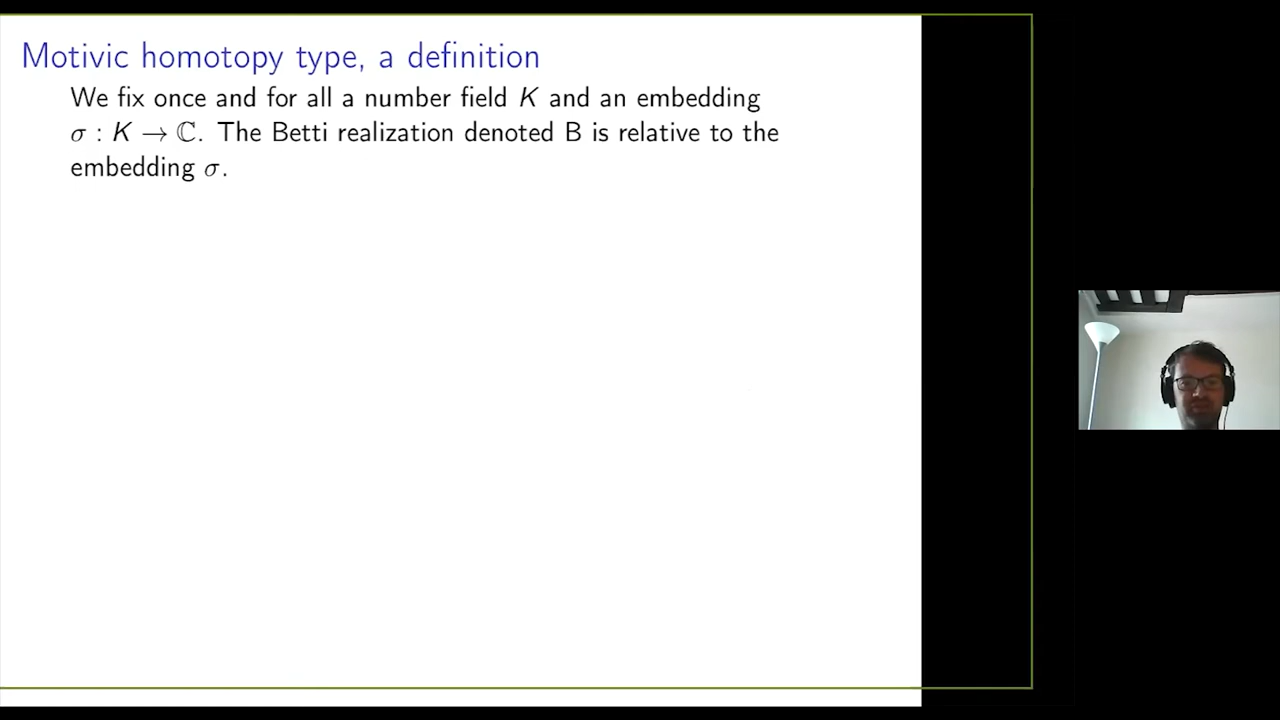 Motivic homotopy type, a definition
We fix once and for all a number field K and an embedding
σ : K → ℂ. The Betti realization denoted B is relative to the
embedding σ.